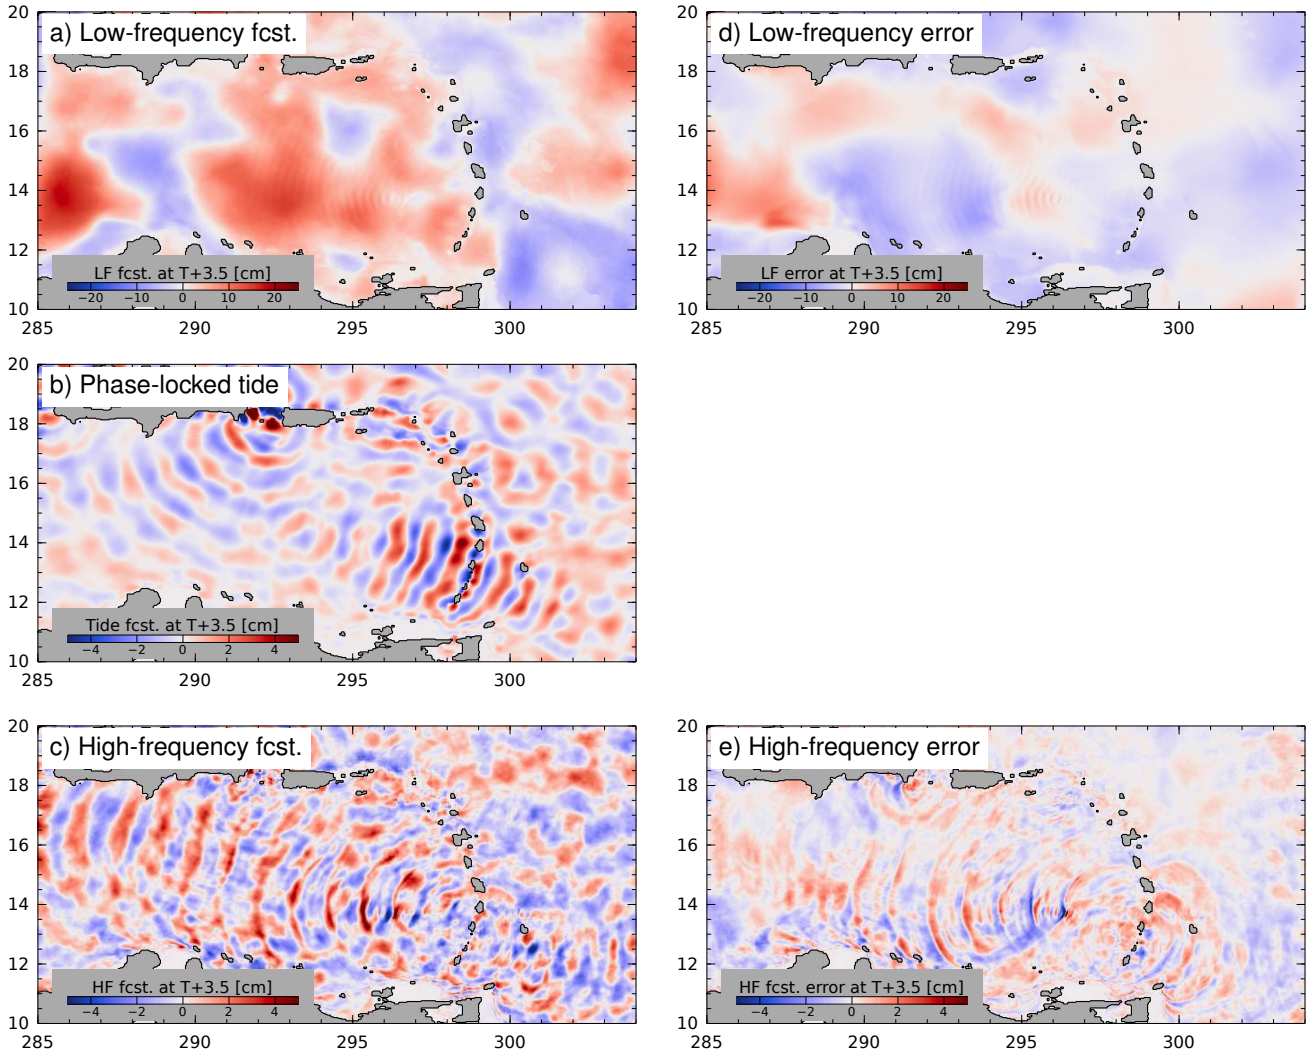 a) Low-frequency fcst.
20
18
16
14
12
10
LF fcst. at T+3.5 [cm]
−20 −10 0 10 20
285 290 295 300
d) Low-frequency error
20
18
16
14
12
10
LF error at T+3.5 [cm]
−20 −10 0 10 20
285 290 295 300
b) Phase-locked tide
20
18
16
14
12
10
Tide fcst. at T+3.5 [cm]
−4 −2 0 2 4
285 290 295 300
c) High-frequency fcst.
20
18
16
14
12
10
HF fcst. at T+3.5 [cm]
−4 −2 0 2 4
285 290 295 300
e) High-frequency error
20
18
16
14
12
10
HF fcst. error at T+3.5 [cm]
−4 −2 0 2 4
285 290 295 300